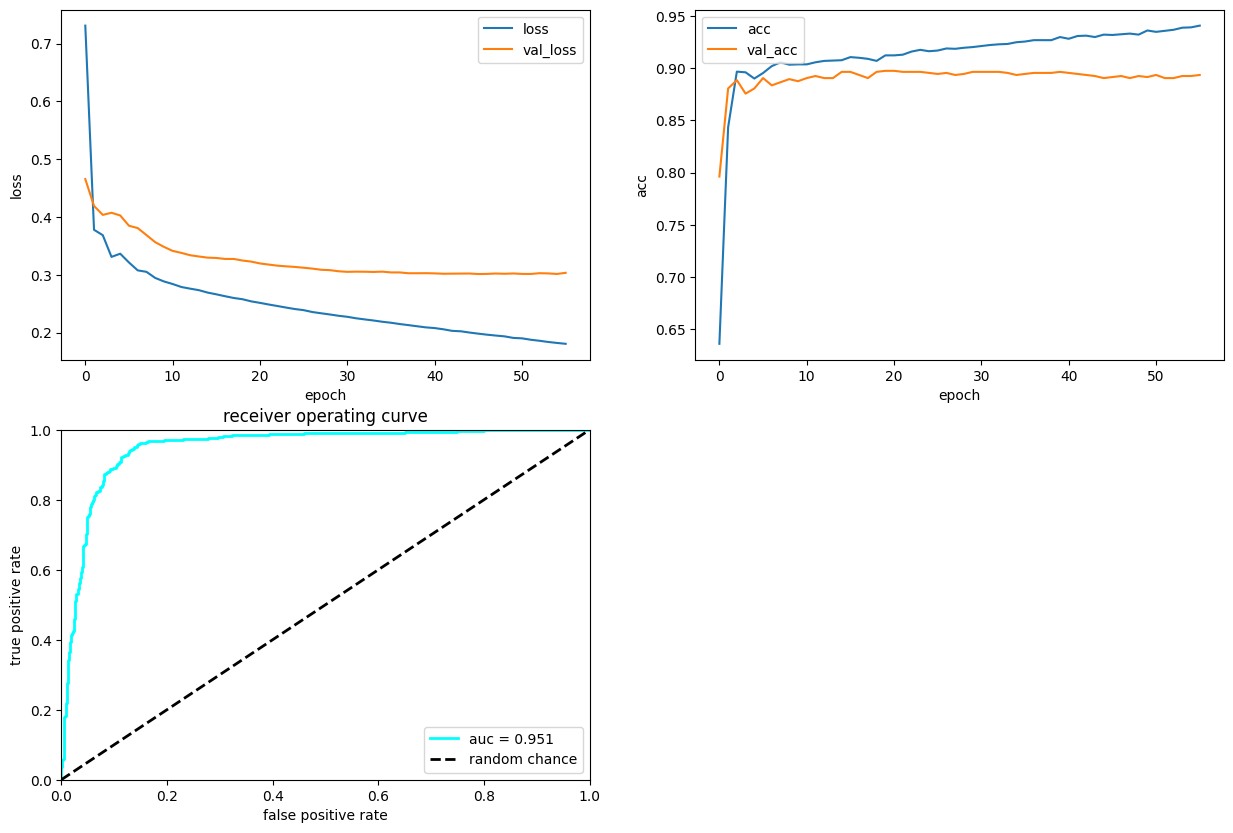 loss
val_loss
0.7
0.6
0.5
0.4
0.3
0.2
loss
0 10 20 30 40 50
epoch
acc
val_acc
0.95
0.90
0.85
0.80
0.75
0.70
0.65
acc
0 10 20 30 40 50
epoch
receiver operating curve
1.0
0.8
0.6
0.4
0.2
0.0
true positive rate
auc = 0.951
random chance
0.0 0.2 0.4 0.6 0.8 1.0
false positive rate